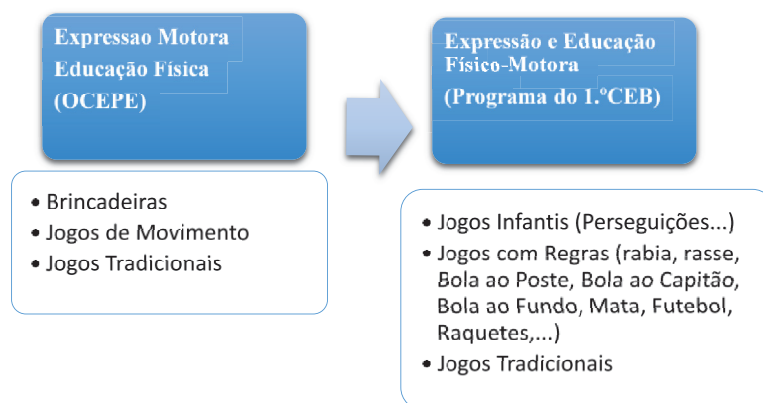 Expressao Motora
Educação Física
(OCEPE)
• Brincadeiras
• Jogos de Movimento
• Jogos Tradicionais
Expressão e Educação
Físico-Motora
(Programa do 1.ºCEB)
• Jogos Infantis (Perseguições...)
• Jogos com Regras (rabia, rasse,
Bola ao Poste, Bola ao Capitão,
Bola ao Fundo, Mata, Futebol,
Raquetes,...)
• Jogos Tradicionais